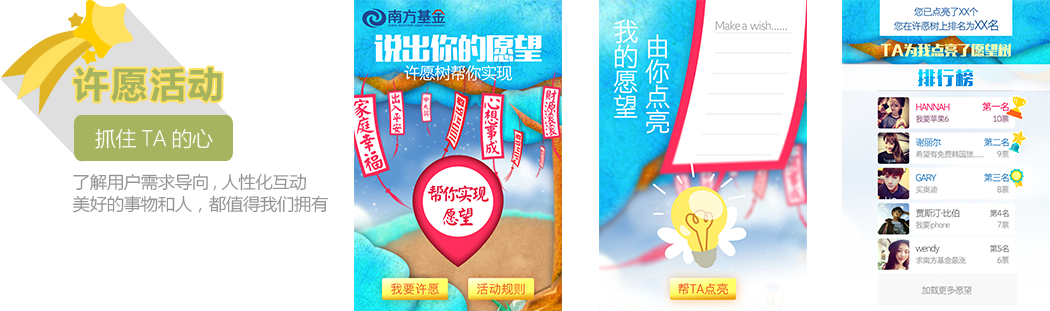 许愿活动
抓住 TA 的心
了解用户需求导向，人性化互动
美好的事物和人，都值得我们拥有
南方基金
说出你的愿望
许愿树帮你实现
家庭幸福
出入平安
心想事成
财源滚滚
帮你实现
愿望
我要许愿
活动规则
我的愿望
由你点亮
Make a wish......
帮TA点亮
您已点亮了XX个
您在许愿树上排名为XX名
TA为我点亮了愿望树
排行榜
HANNAH 第一名
我要苹果6 10票
谢丽尔 第二名
希望有免费韩国旅...... 9票
GARY 第三名
买奥迪 8票
贾斯汀·比伯 第4名
我要iphone 7票
wendy 第5名
求南方基金最涨 6票
加载更多愿望